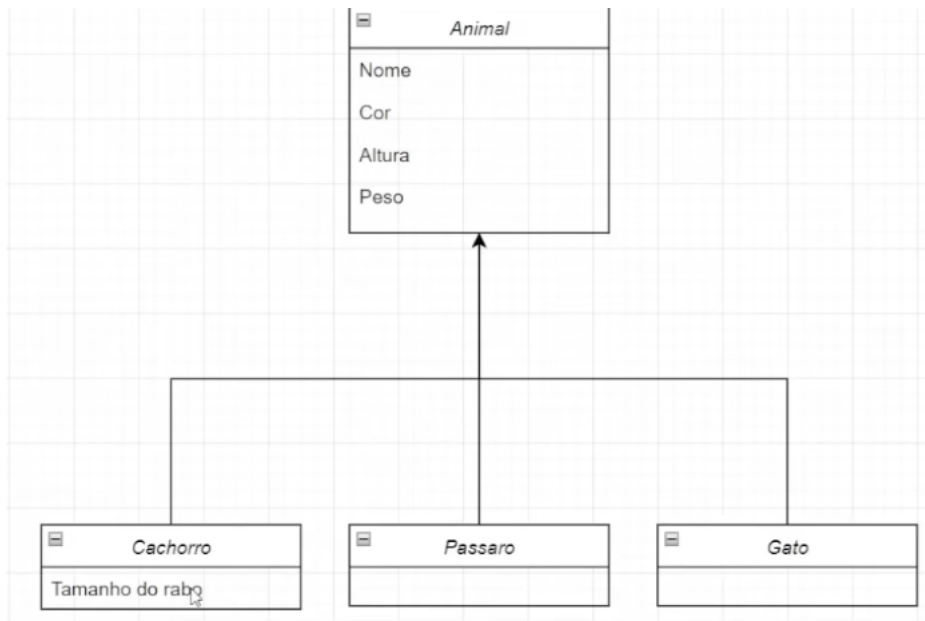 Animal
Nome
Cor
Altura
Peso
Cachorro
Tamanho do rabo
Passaro
Gato